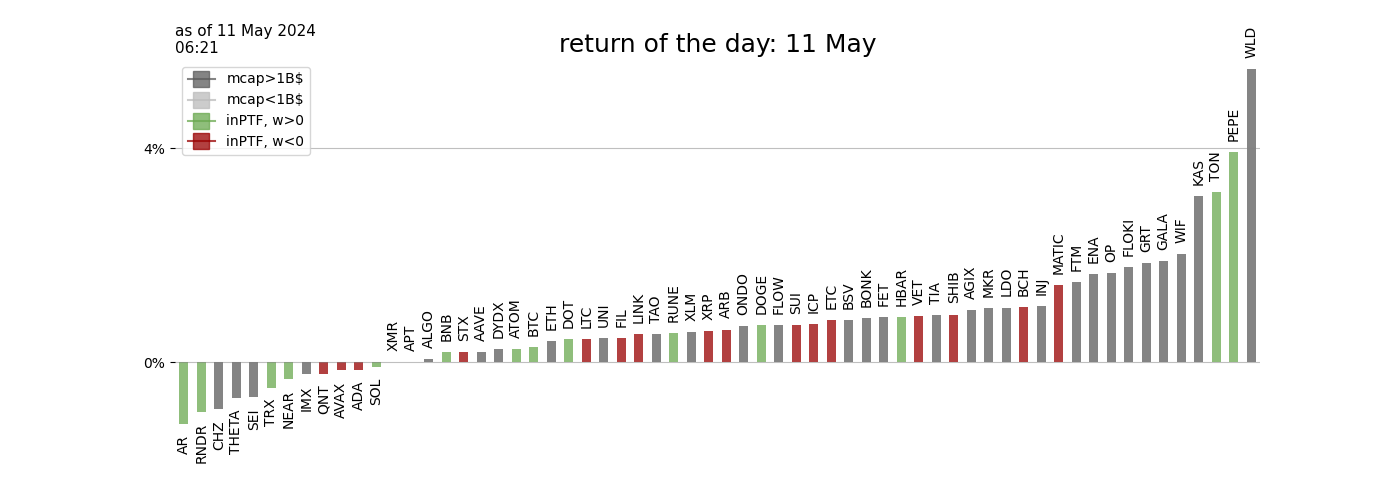 as of 11 May 2024
06:21
return of the day: 11 May
mcap>1B$
mcap<1B$
inPTF, w>0
inPTF, w<0
4%
0%
AR
RNDR
CHZ
THETA
SEI
TRX
NEAR
IMX
QNT
AVAX
ADA
SOL
XMR
APT
ALGO
BNB
STX
AAVE
DYDX
ATOM
BTC
ETH
DOT
LTC
UNI
FIL
LINK
TAO
RUNE
XLM
XRP
ARB
ONDO
DOGE
FLOW
SUI
ICP
ETC
BSV
BONK
FET
HBAR
VET
TIA
SHIB
AGIX
MKR
LDO
BCH
INJ
MATIC
FTM
ENA
OP
FLOKI
GRT
GALA
WIF
KAS
TON
PEPE
WLD